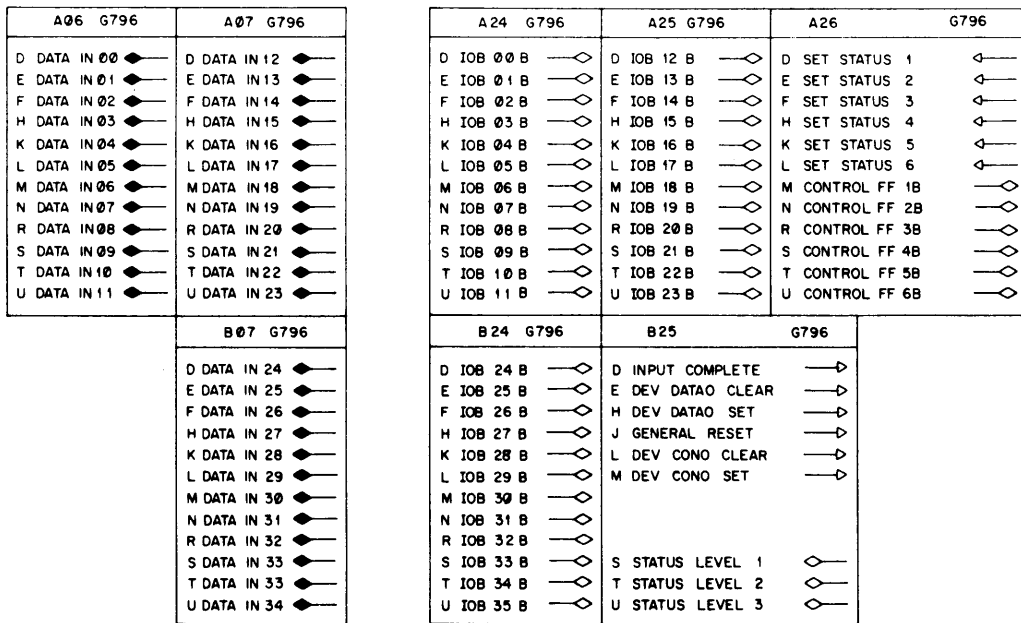 A06 G796
D DATA IN 00
E DATA IN 01
F DATA IN 02
H DATA IN 03
K DATA IN 04
L DATA IN 05
M DATA IN 06
N DATA IN 07
R DATA IN 08
S DATA IN 09
T DATA IN 10
U DATA IN 11
A07 G796
D DATA IN 12
E DATA IN 13
F DATA IN 14
H DATA IN 15
K DATA IN 16
L DATA IN 17
M DATA IN 18
N DATA IN 19
R DATA IN 20
S DATA IN 21
T DATA IN 22
U DATA IN 23
B07 G796
D DATA IN 24
E DATA IN 25
F DATA IN 26
H DATA IN 27
K DATA IN 28
L DATA IN 29
M DATA IN 30
N DATA IN 31
R DATA IN 32
S DATA IN 33
T DATA IN 33
U DATA IN 34
A24 G796
D IOB 00 B
E IOB 01 B
F IOB 02 B
H IOB 03 B
K IOB 04 B
L IOB 05 B
M IOB 06 B
N IOB 07 B
R IOB 08 B
S IOB 09 B
T IOB 10 B
U IOB 11 B
A25 G796
D IOB 12 B
E IOB 13 B
F IOB 14 B
H IOB 15 B
K IOB 16 B
L IOB 17 B
M IOB 18 B
N IOB 19 B
R IOB 20 B
S IOB 21 B
T IOB 22 B
U IOB 23 B
A26 G796
D SET STATUS 1
E SET STATUS 2
F SET STATUS 3
H SET STATUS 4
K SET STATUS 5
L SET STATUS 6
M CONTROL FF 1B
N CONTROL FF 2B
R CONTROL FF 3B
S CONTROL FF 4B
T CONTROL FF 5B
U CONTROL FF 6B
B24 G796
D IOB 24 B
E IOB 25 B
F IOB 26 B
H IOB 27 B
K IOB 28 B
L IOB 29 B
M IOB 30 B
N IOB 31 B
R IOB 32 B
S IOB 33 B
T IOB 34 B
U IOB 35 B
B25 G796
D INPUT COMPLETE
E DEV DATAO CLEAR
H DEV DATAO SET
J GENERAL RESET
L DEV CONO CLEAR
M DEV CONO SET
S STATUS LEVEL 1
T STATUS LEVEL 2
U STATUS LEVEL 3